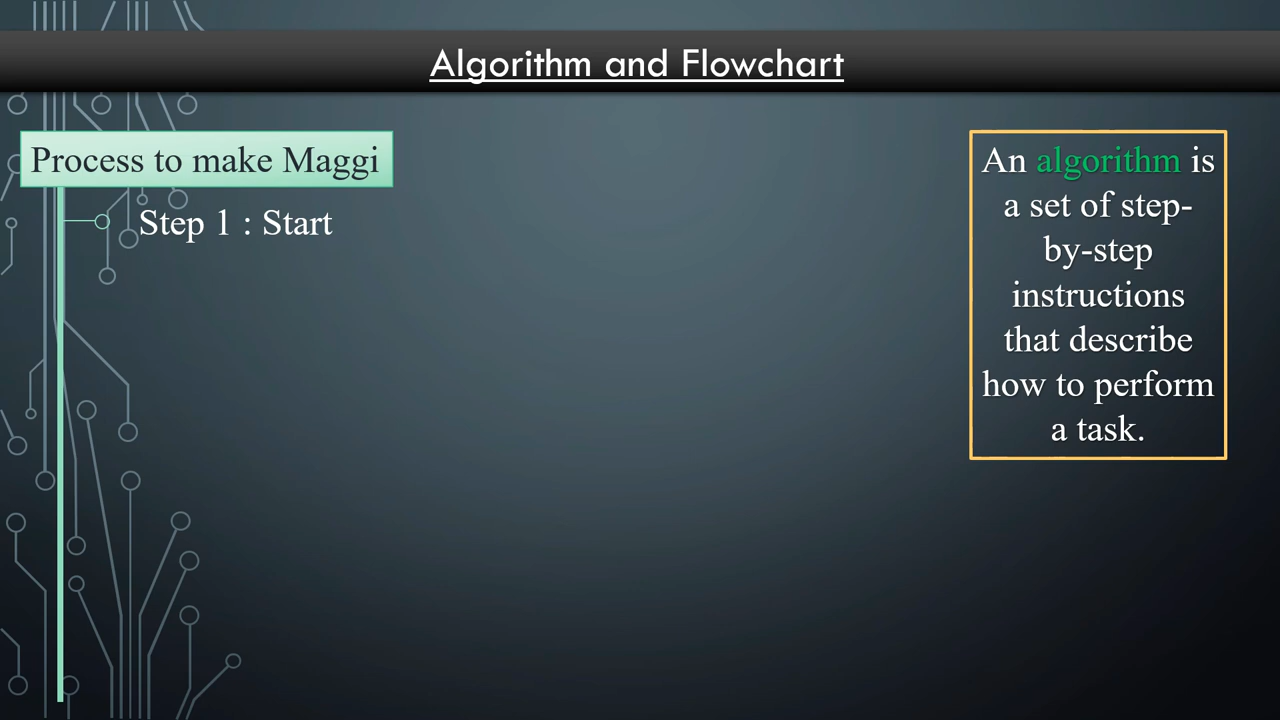 Algorithm and Flowchart
Process to make Maggi
Step 1 : Start
An algorithm is
a set of step-
by-step
instructions
that describe
how to perform
a task.